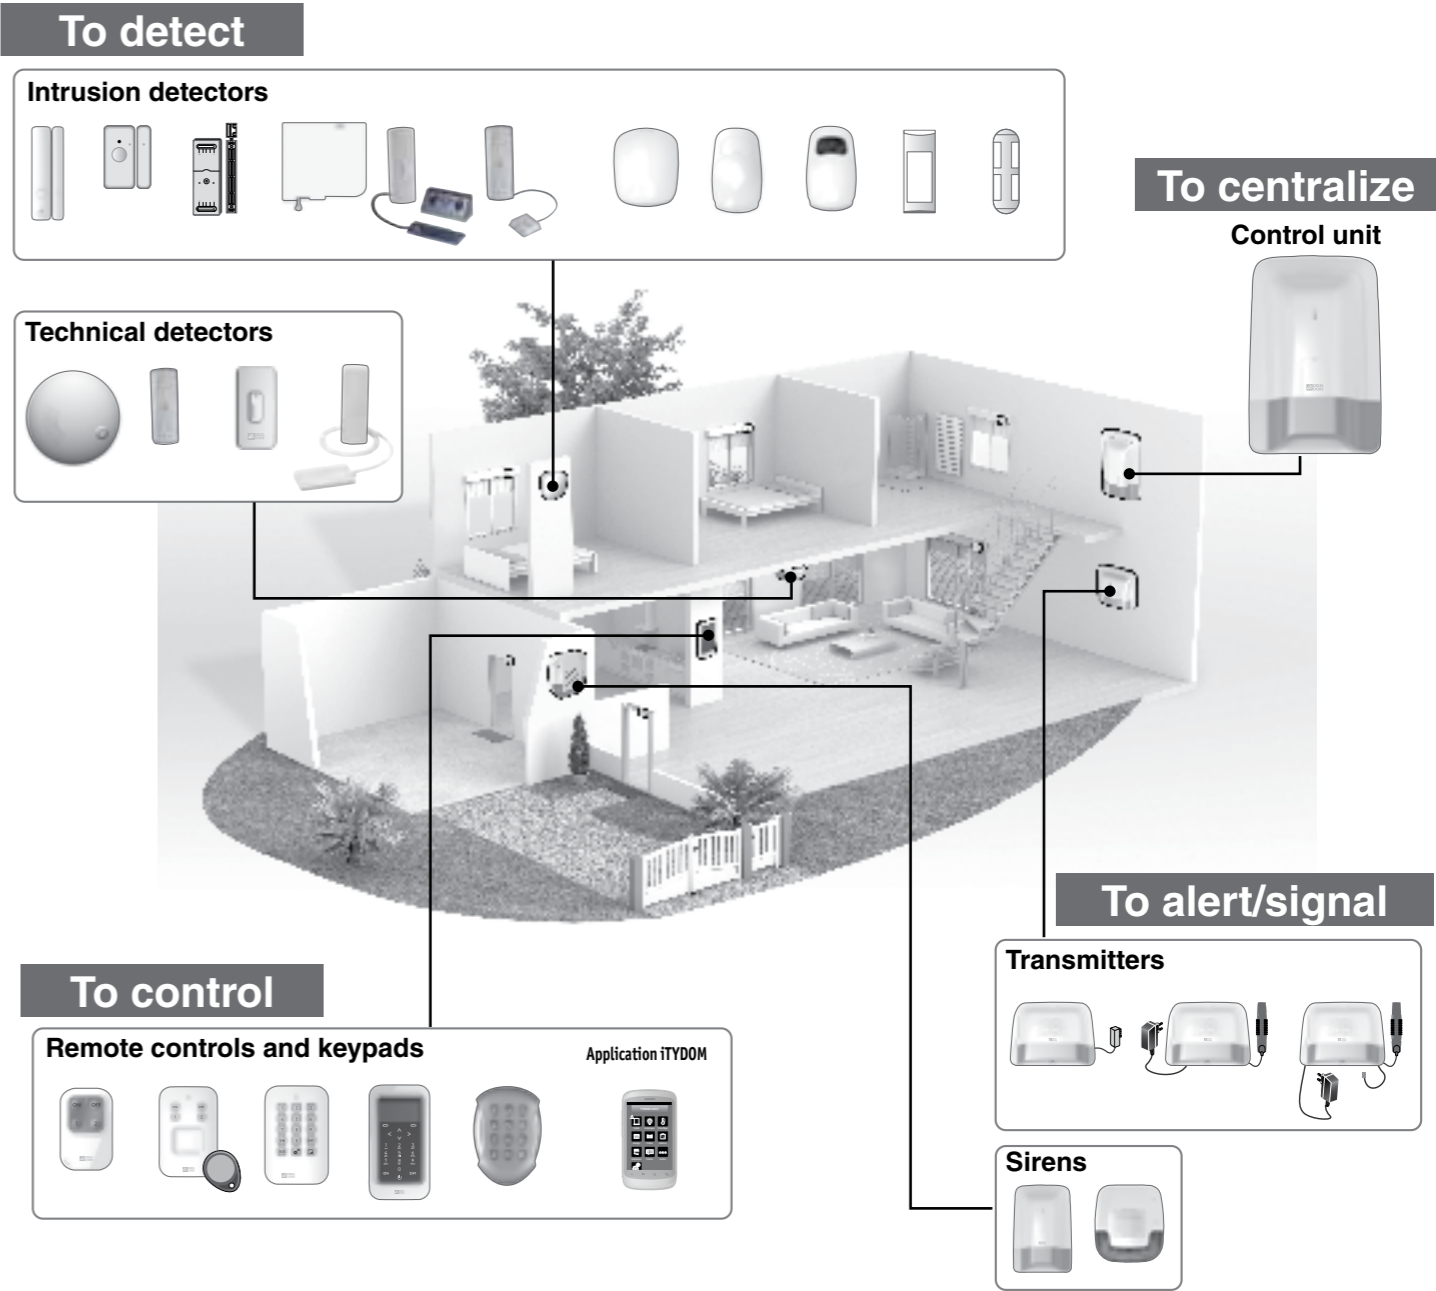 To detect
Intrusion detectors
To centralize
Control unit
Technical detectors
To alert/signal
Transmitters
To control
Remote controls and keypads
Application iTYDOM
Sirens